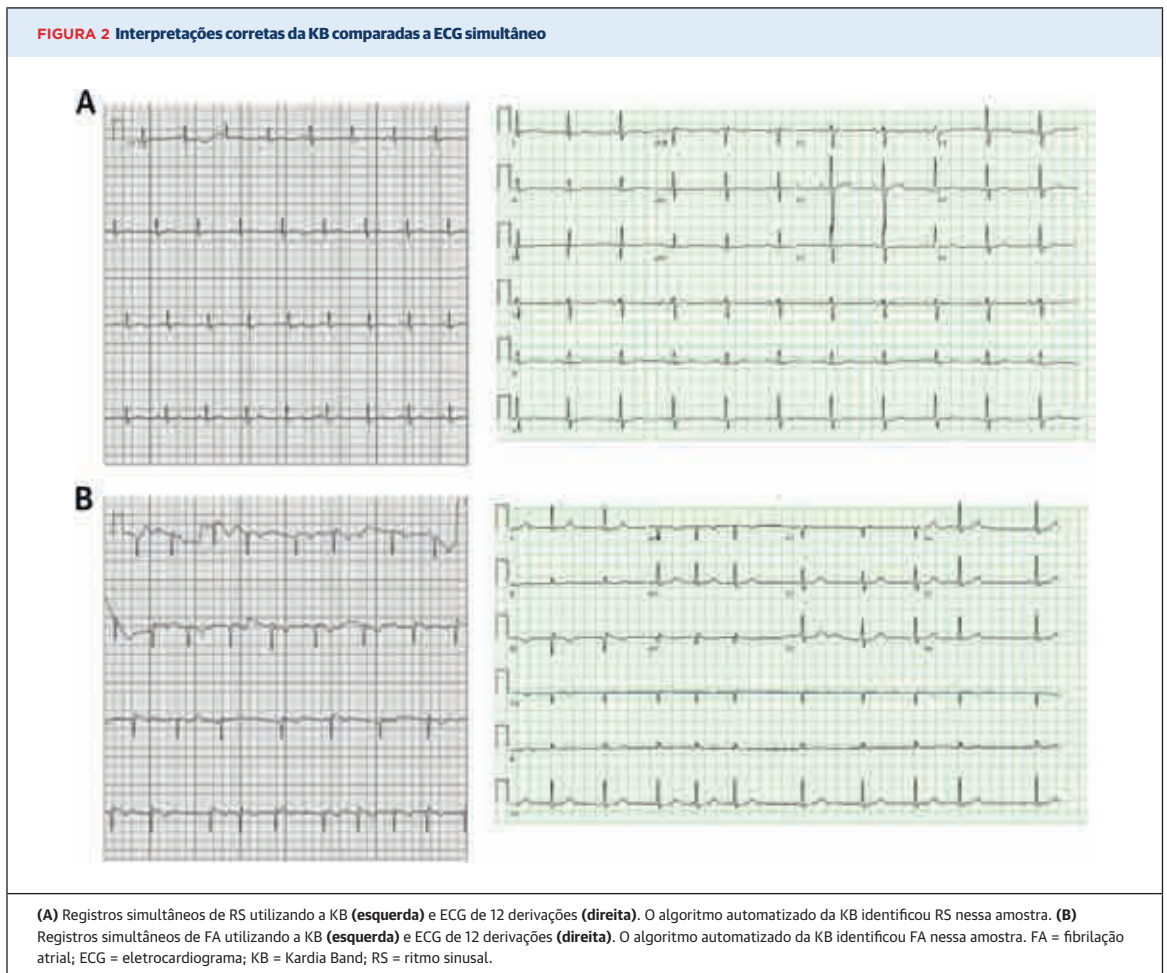 FIGURA 2 Interpretações corretas da KB comparadas a ECG simultâneo
A
B
(A) Registros simultâneos de RS utilizando a KB (esquerda) e ECG de 12 derivações (direita). O algoritmo automatizado da KB identificou RS nessa amostra. (B)
Registros simultâneos de FA utilizando a KB (esquerda) e ECG de 12 derivações (direita). O algoritmo automatizado da KB identificou FA nessa amostra. FA = fibrilação
atrial; ECG = eletrocardiograma; KB = Kardia Band; RS = ritmo sinusal.